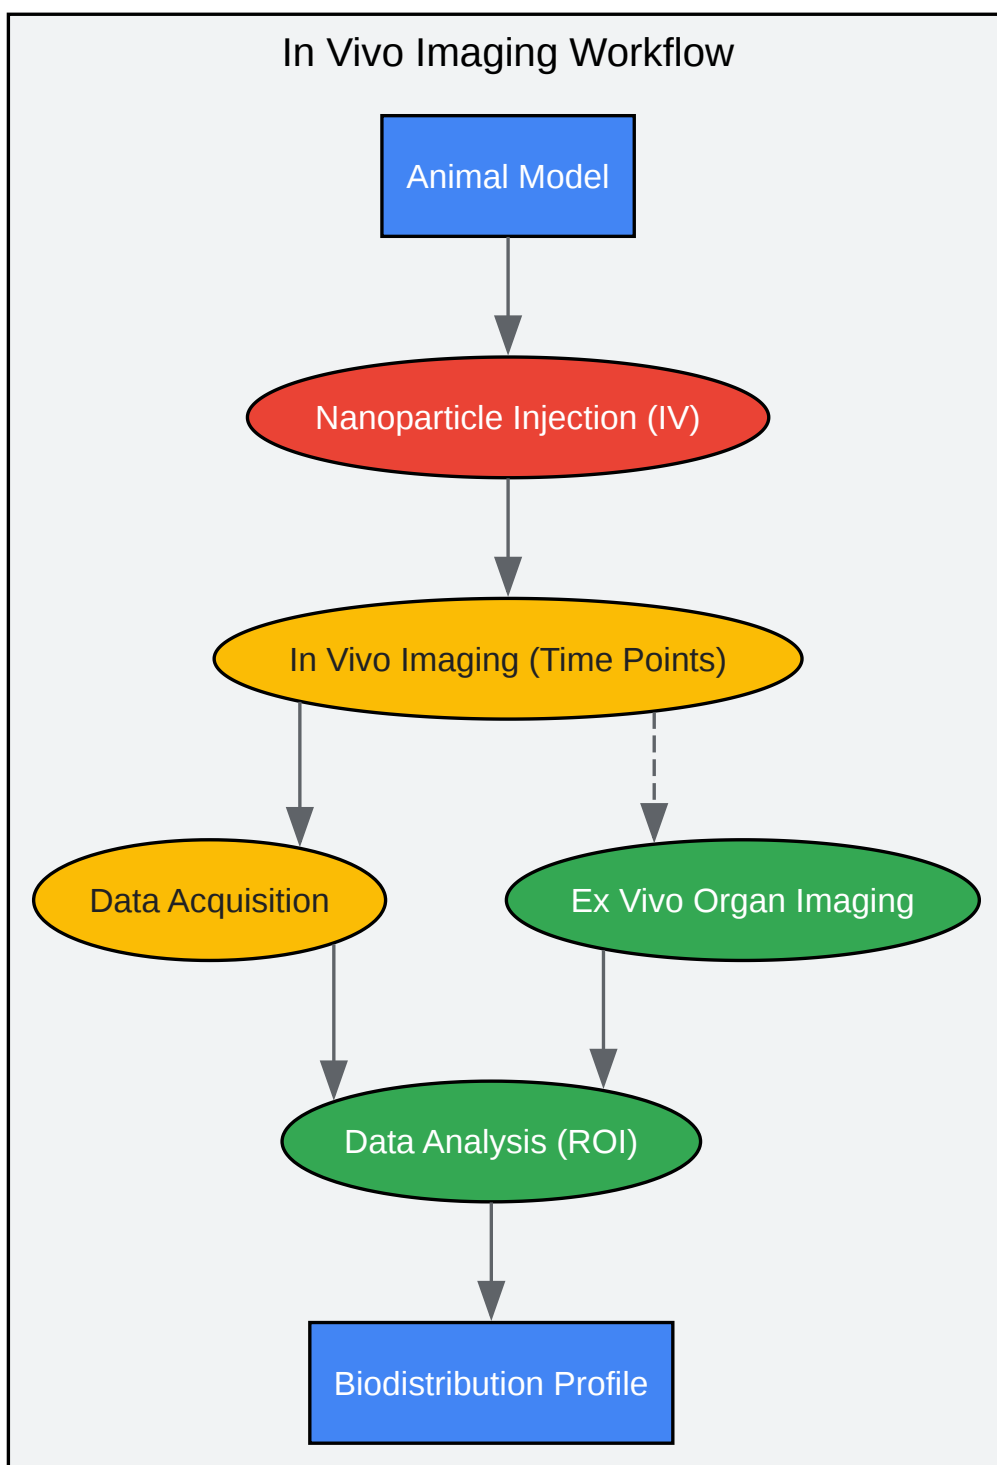 In Vivo Imaging Workflow
Animal Model
Nanoparticle Injection (IV)
In Vivo Imaging (Time Points)
Data Acquisition
Ex Vivo Organ Imaging
Data Analysis (ROI)
Biodistribution Profile